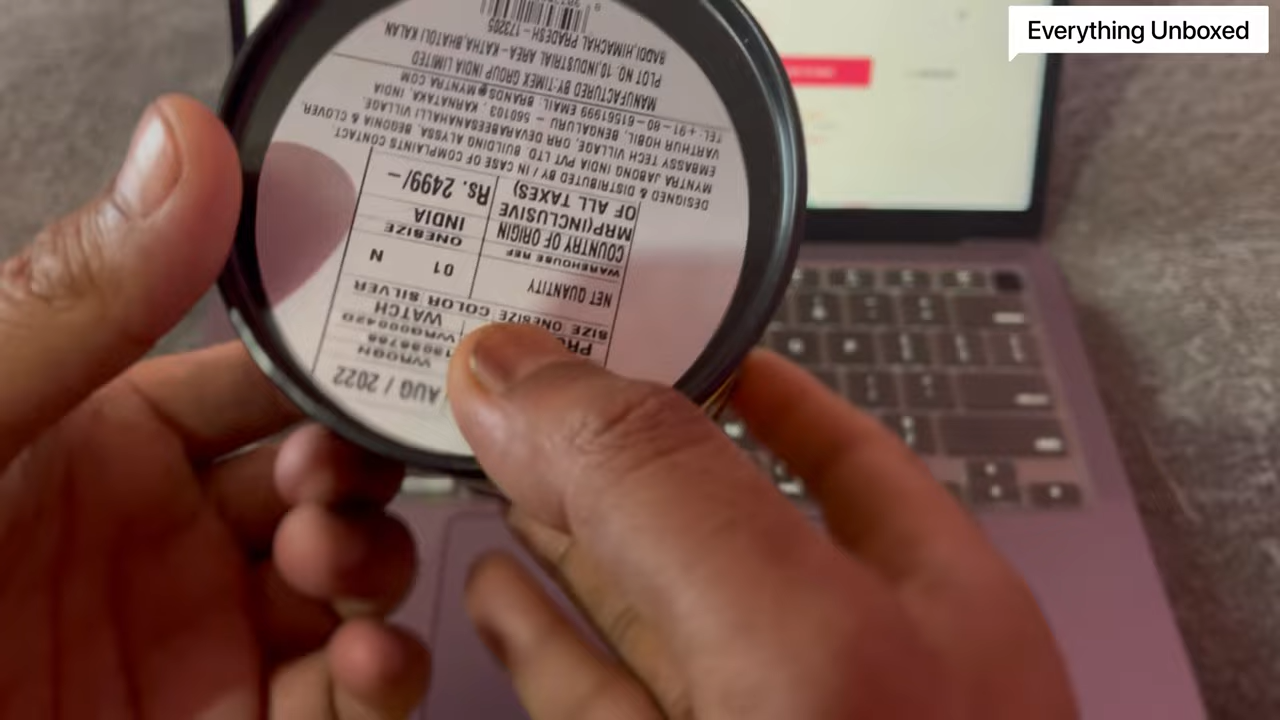 Everything Unboxed
AUG / 2022
WROGN
WATCH
SIZE ONESIZE COLOR SILVER
NET QUANTITY 01 N
WAREHOUSE REF ONESIZE
COUNTRY OF ORIGIN INDIA
MRP(INCLUSIVE OF ALL TAXES) Rs. 2499/-
DESIGNED & DISTRIBUTED BY / IN CASE OF COMPLAINTS CONTACT:
MYNTRA JABONG INDIA PVT LTD. BUILDING ALYSSA, BEGONIA & CLOVER,
EMBASSY TECH VILLAGE, ORR DEVARABEESANAHALLI VILLAGE,
VARTHUR HOBIL, BENGALURU - 560103, KARNATAKA, INDIA,
TEL: +91-80-61561999 EMAIL: BRANDS@MYNTRA.COM
MANUFACTURED BY:TIMEX GROUP INDIA LIMITED
PLOT NO. 10,INDUSTRIAL AREA-KATHA,BHATOLI KALAN,
BADDI,HIMACHAL PRADESH-173205